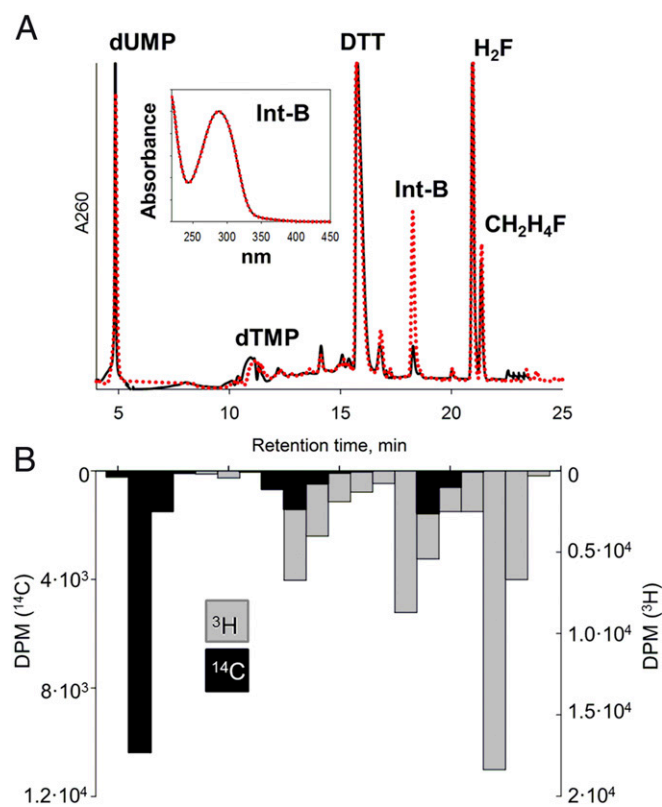 A
dUMP
DTT
H₂F
Int-B
Absorbance
250 300 350 400 450
nm
Int-B
CH₂H₄F
A260
dTMP
5 10 15 20 25
Retention time, min
B
0
4·10³
8·10³
1.2·10⁴
DPM (¹⁴C)
³H
¹⁴C
0
0.5·10⁴
1·10⁴
1.5·10⁴
2·10⁴
DPM (³H)